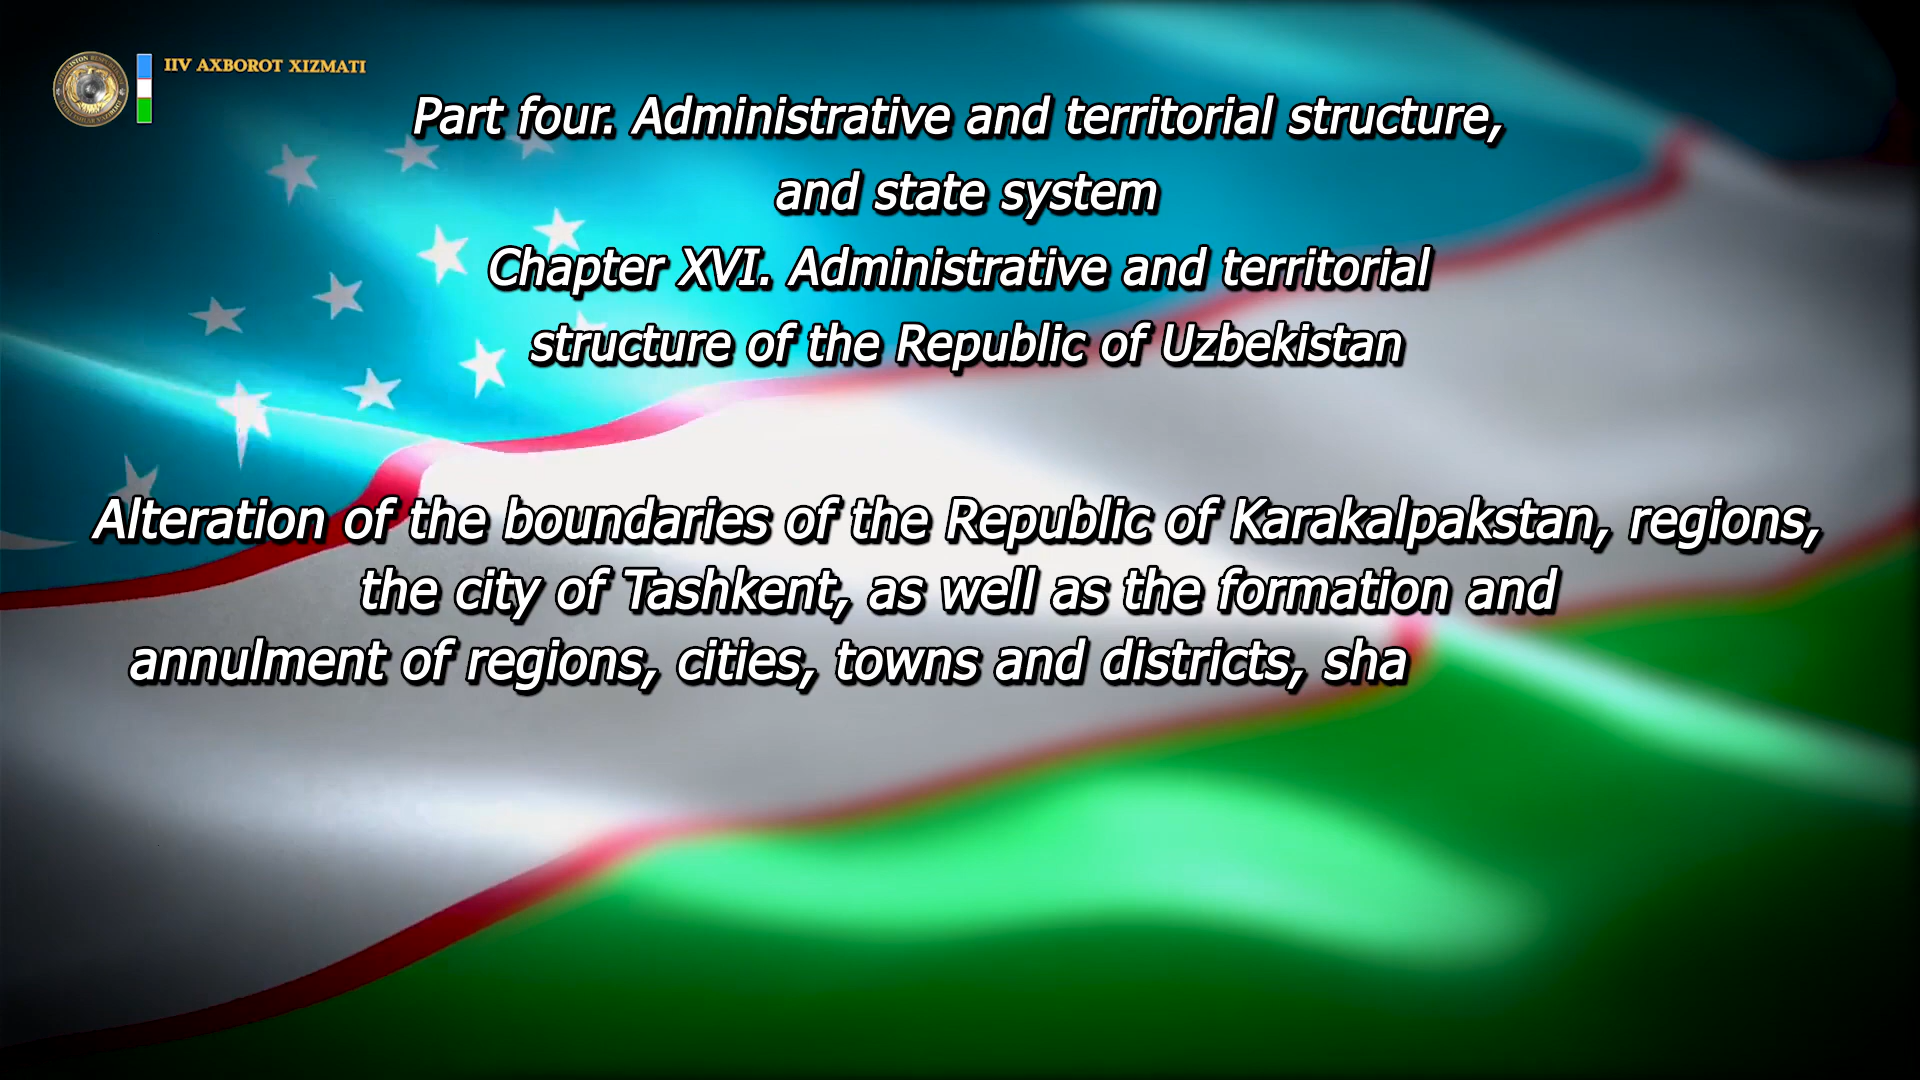 IIV AXBOROT XIZMATI
Part four. Administrative and territorial structure,
and state system
Chapter XVI. Administrative and territorial
structure of the Republic of Uzbekistan
Alteration of the boundaries of the Republic of Karakalpakstan, regions,
the city of Tashkent, as well as the formation and
annulment of regions, cities, towns and districts, sha